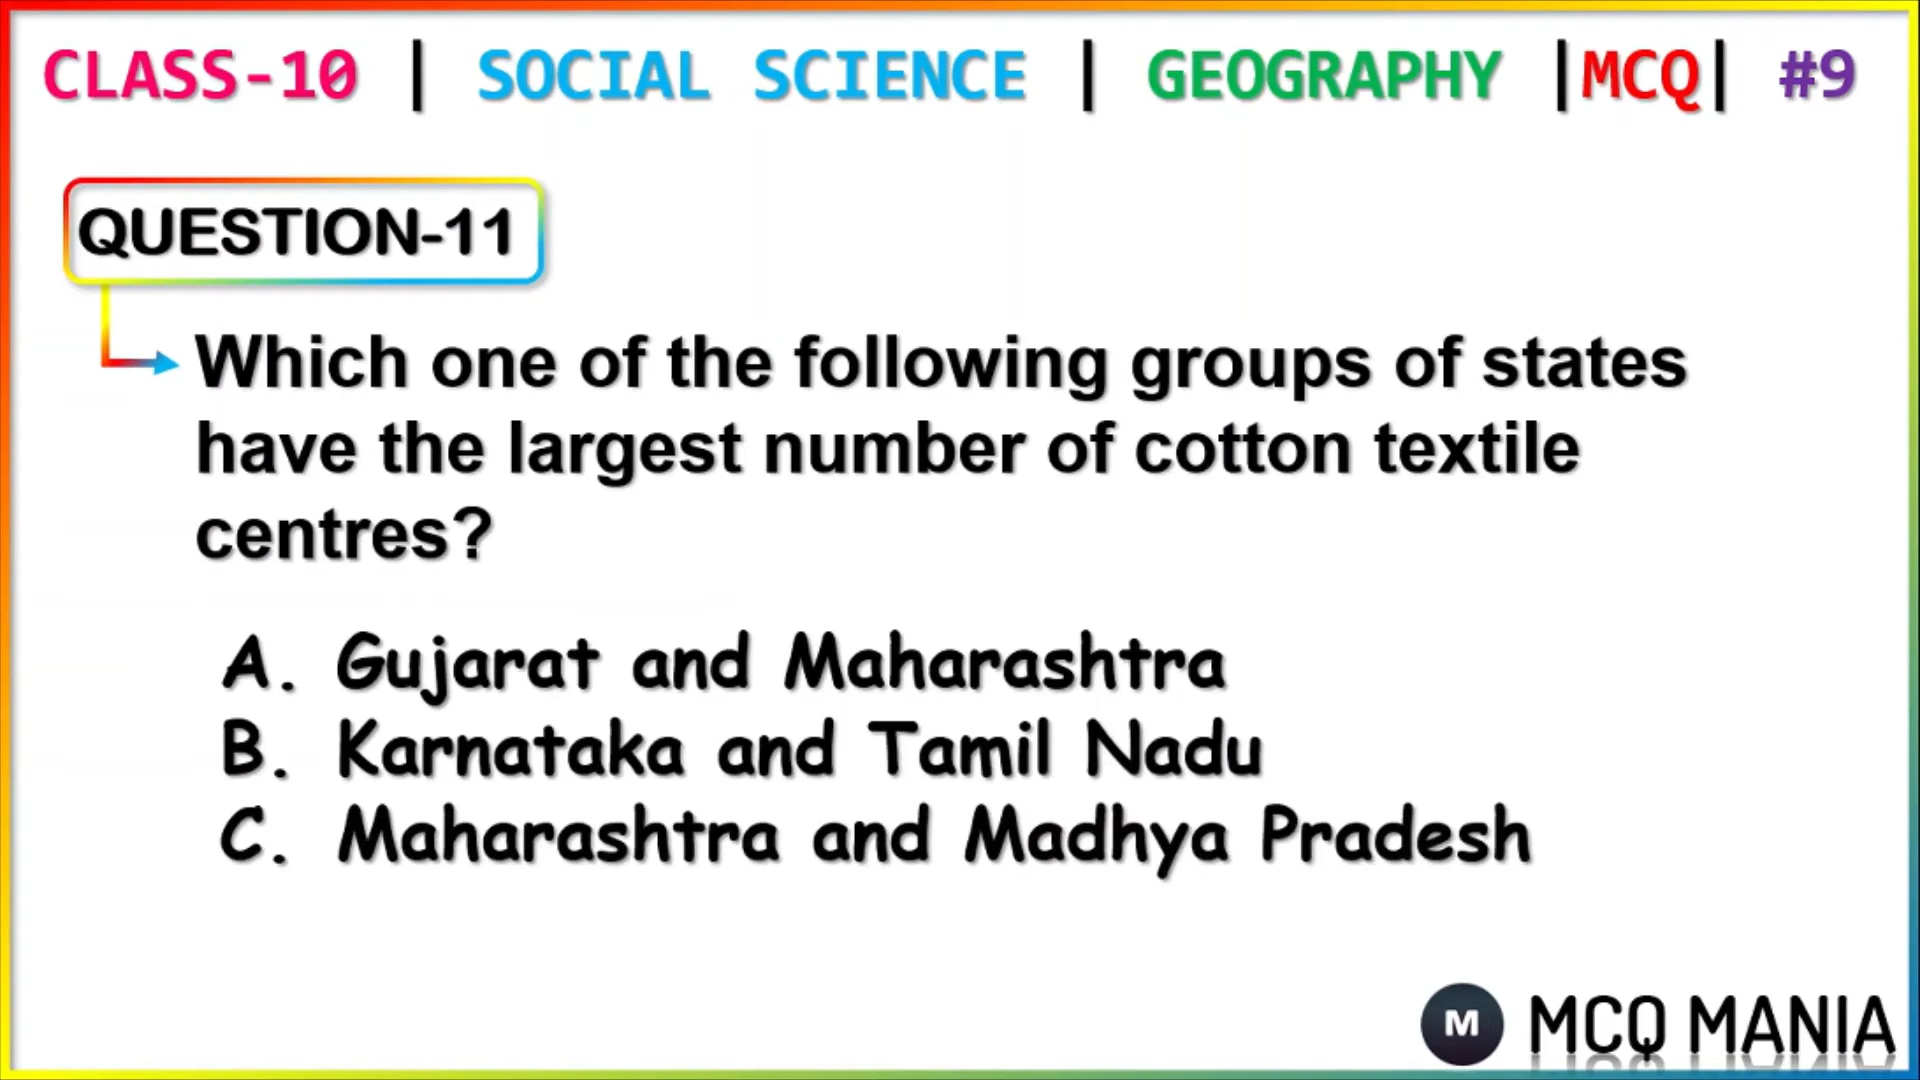 CLASS-10 | SOCIAL SCIENCE | GEOGRAPHY |MCQ| #9
QUESTION-11
Which one of the following groups of states
have the largest number of cotton textile
centres?
A. Gujarat and Maharashtra
B. Karnataka and Tamil Nadu
C. Maharashtra and Madhya Pradesh
M MCQ MANIA